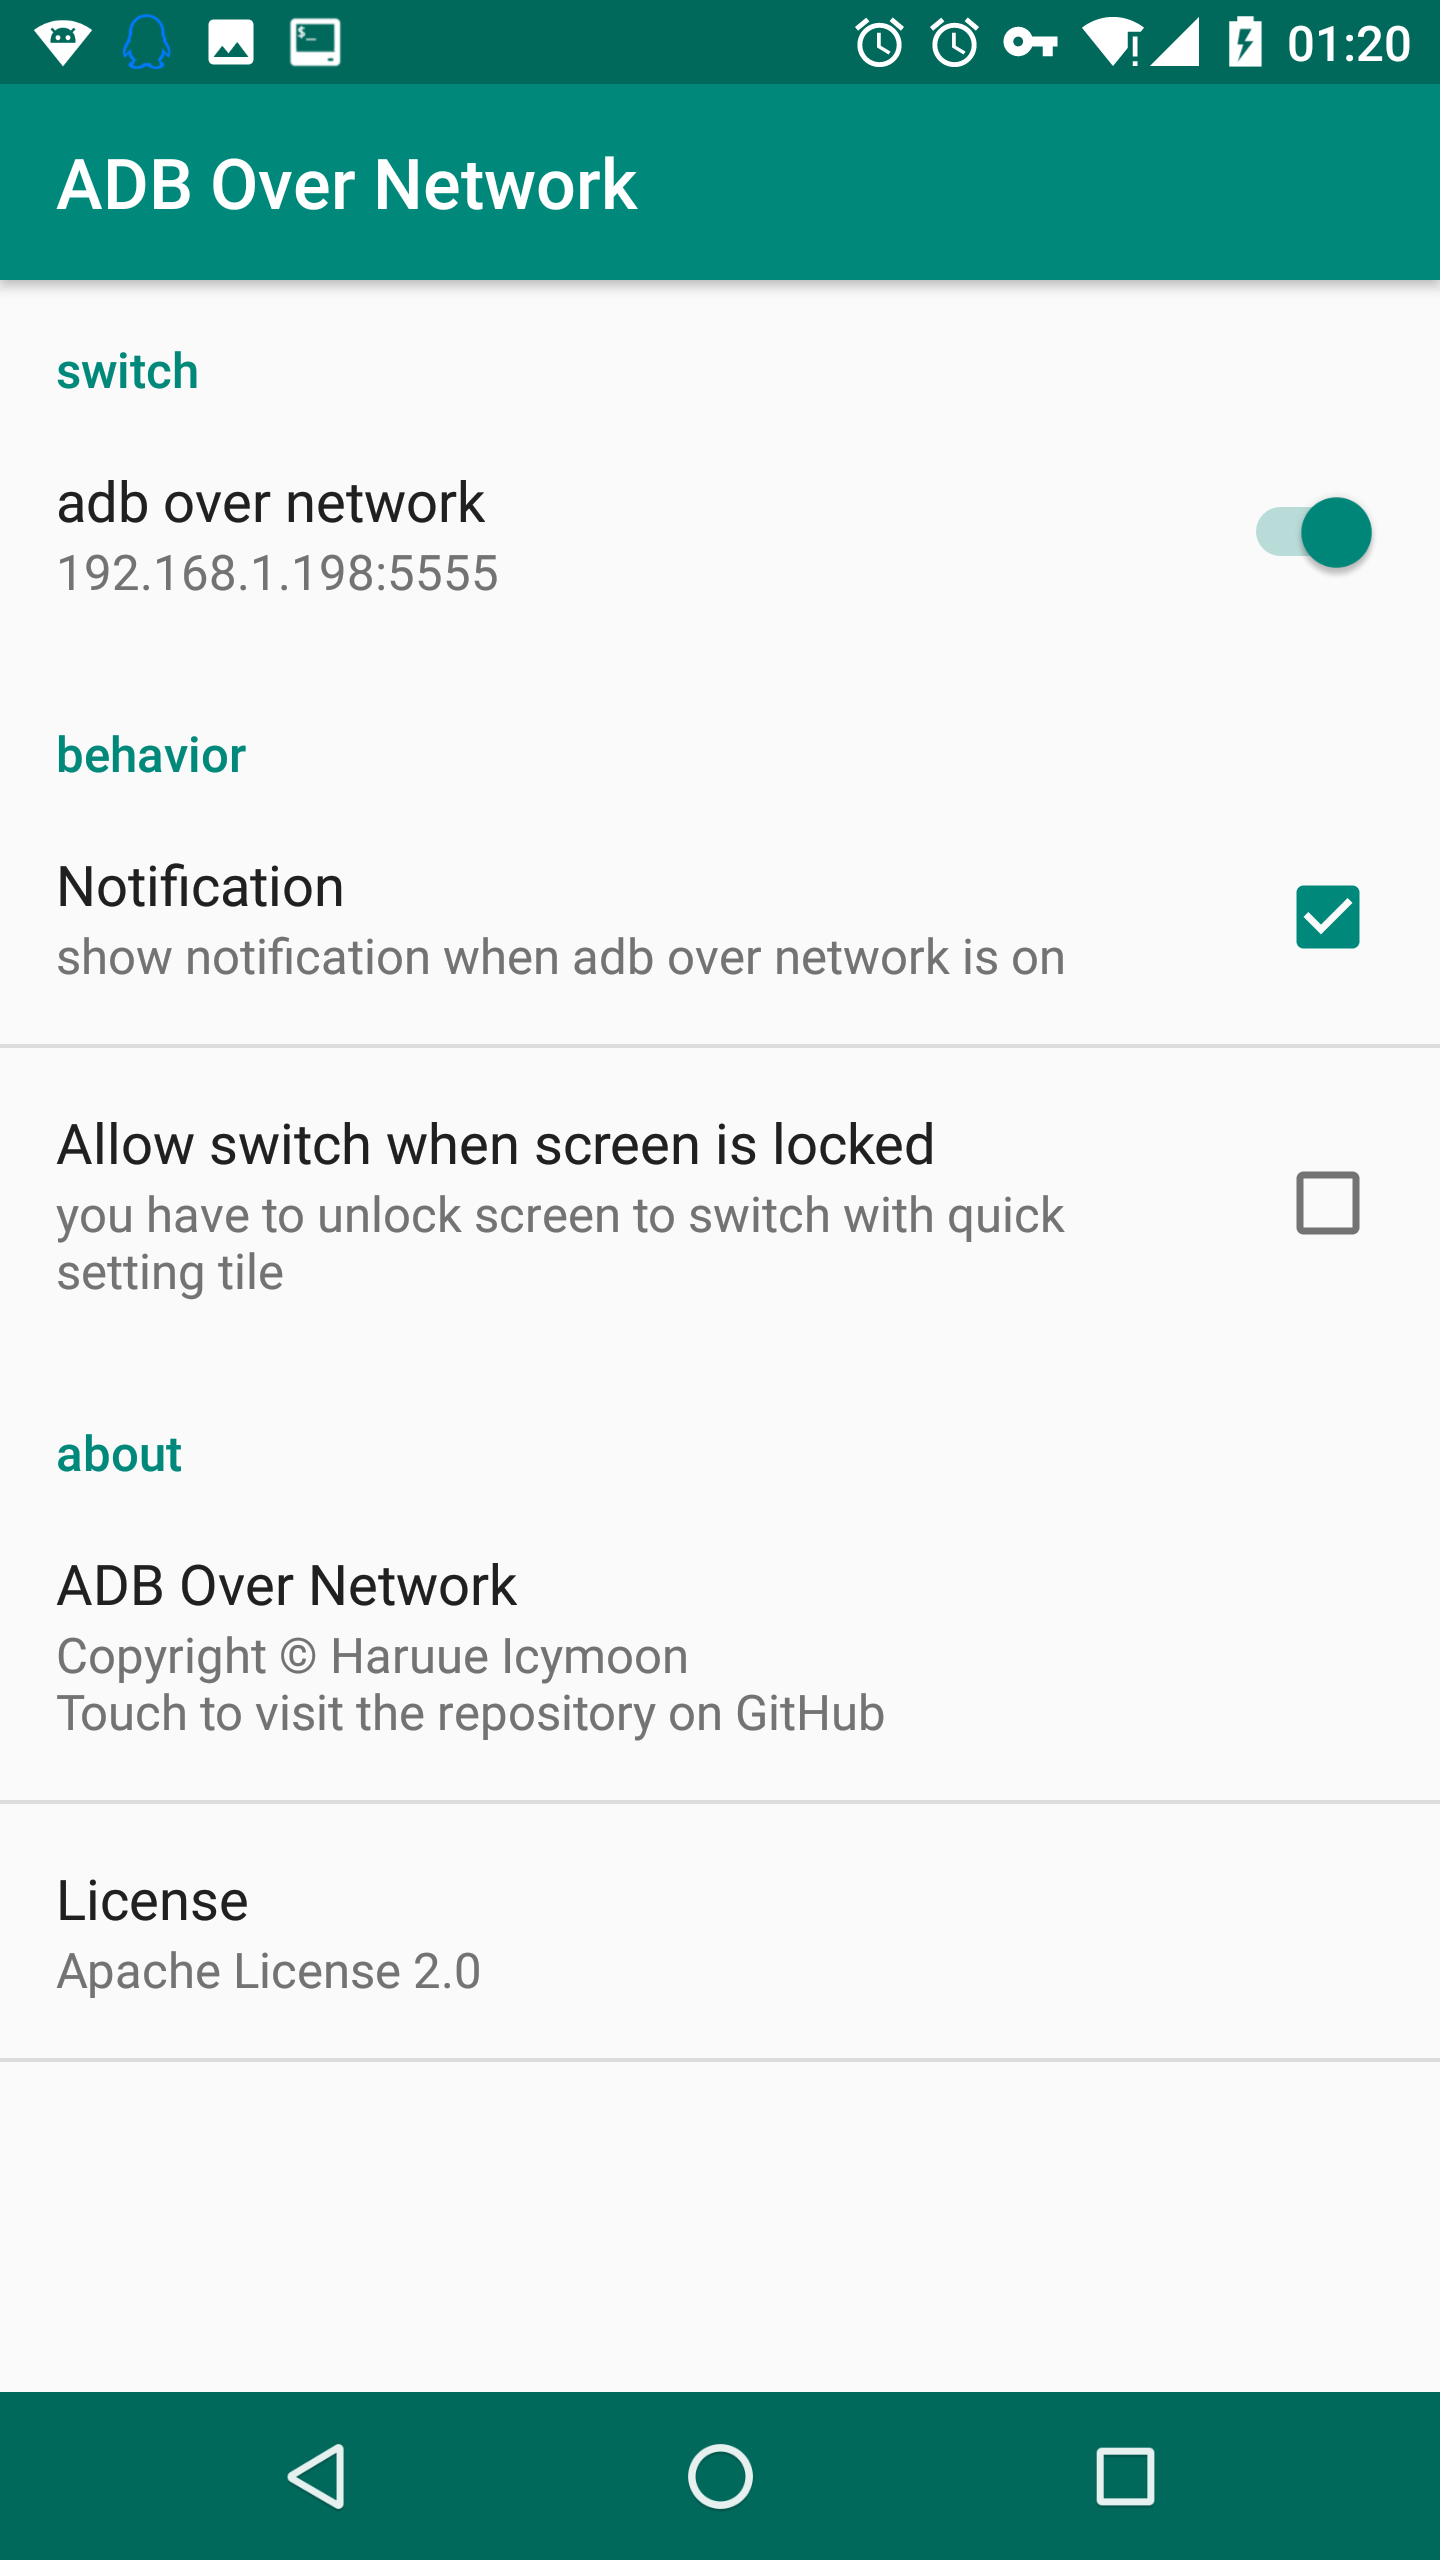 01:20
ADB Over Network
switch
adb over network
192.168.1.198:5555
behavior
Notification
show notification when adb over network is on
Allow switch when screen is locked
you have to unlock screen to switch with quick
setting tile
about
ADB Over Network
Copyright © Haruue Icymoon
Touch to visit the repository on GitHub
License
Apache License 2.0